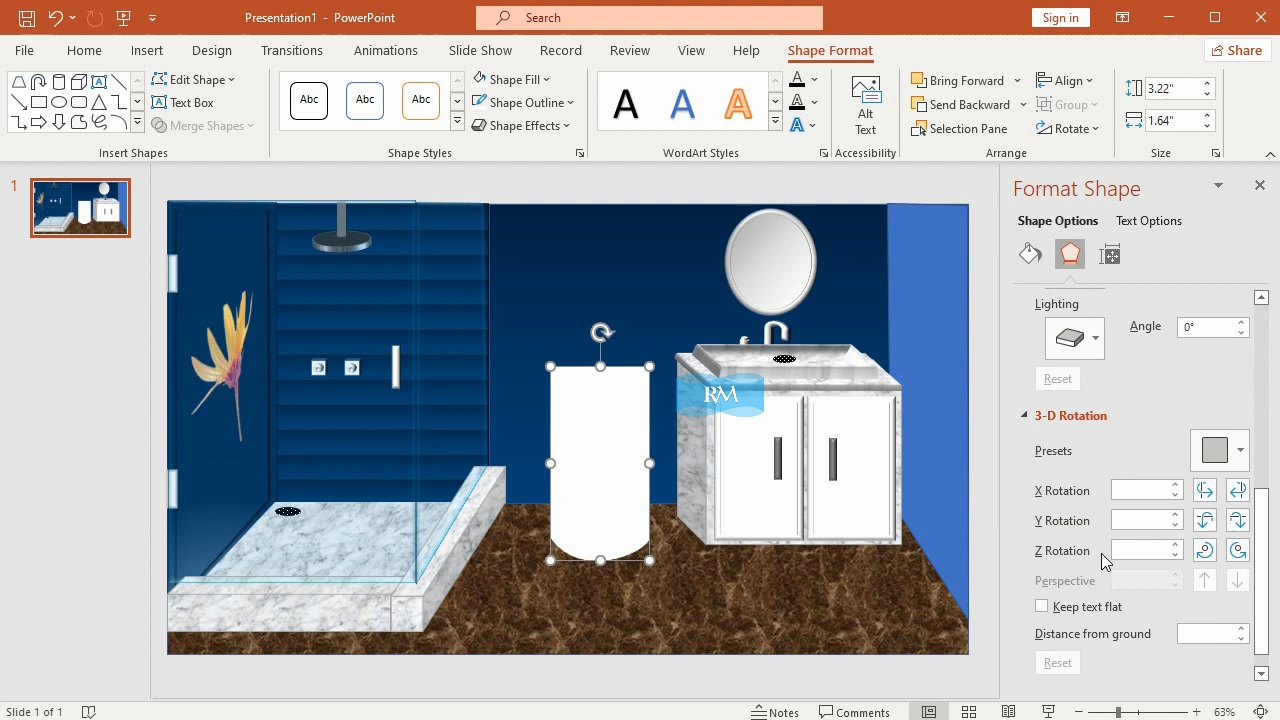 Presentation1 - PowerPoint
Search
Sign in
File Home Insert Design Transitions Animations Slide Show Record Review View Help Shape Format
Share
Edit Shape
Text Box
Merge Shapes
Insert Shapes
Abc Abc Abc
Shape Fill
Shape Outline
Shape Effects
Shape Styles
A A A
A
A
A
WordArt Styles
Alt
Text
Accessibility
Bring Forward
Send Backward
Selection Pane
Align
Group
Rotate
Arrange
3.22"
1.64"
Size
1
RM
Format Shape
Shape Options Text Options
Lighting
Angle 0°
Reset
3-D Rotation
Presets
X Rotation
Y Rotation
Z Rotation
Perspective
Keep text flat
Distance from ground
Reset
Slide 1 of 1
Notes
Comments
63%